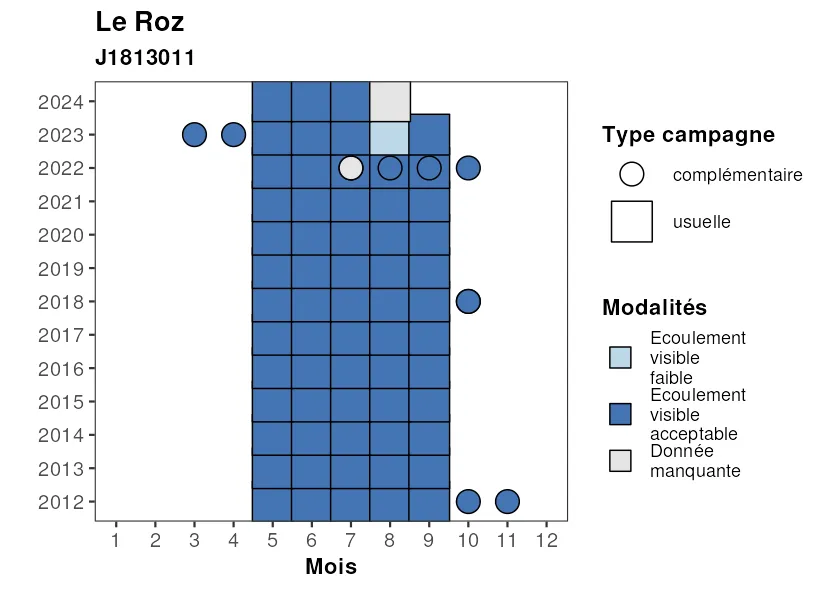 Le Roz
J1813011
2024
2023
2022
2021
2020
2019
2018
2017
2016
2015
2014
2013
2012
1 2 3 4 5 6 7 8 9 10 11 12
Mois
Type campagne
complémentaire
usuelle
Modalités
Ecoulement
visible
faible
Ecoulement
visible
acceptable
Donnée
manquante